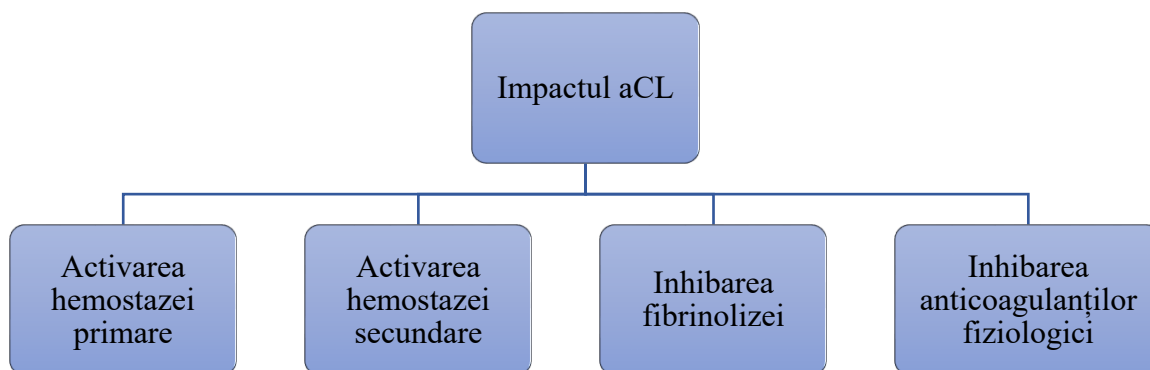 Impactul aCL
Activarea
hemostazei
primare
Activarea
hemostazei
secundare
Inhibarea
fibrinolizei
Inhibarea
anticoagulanților
fiziologici